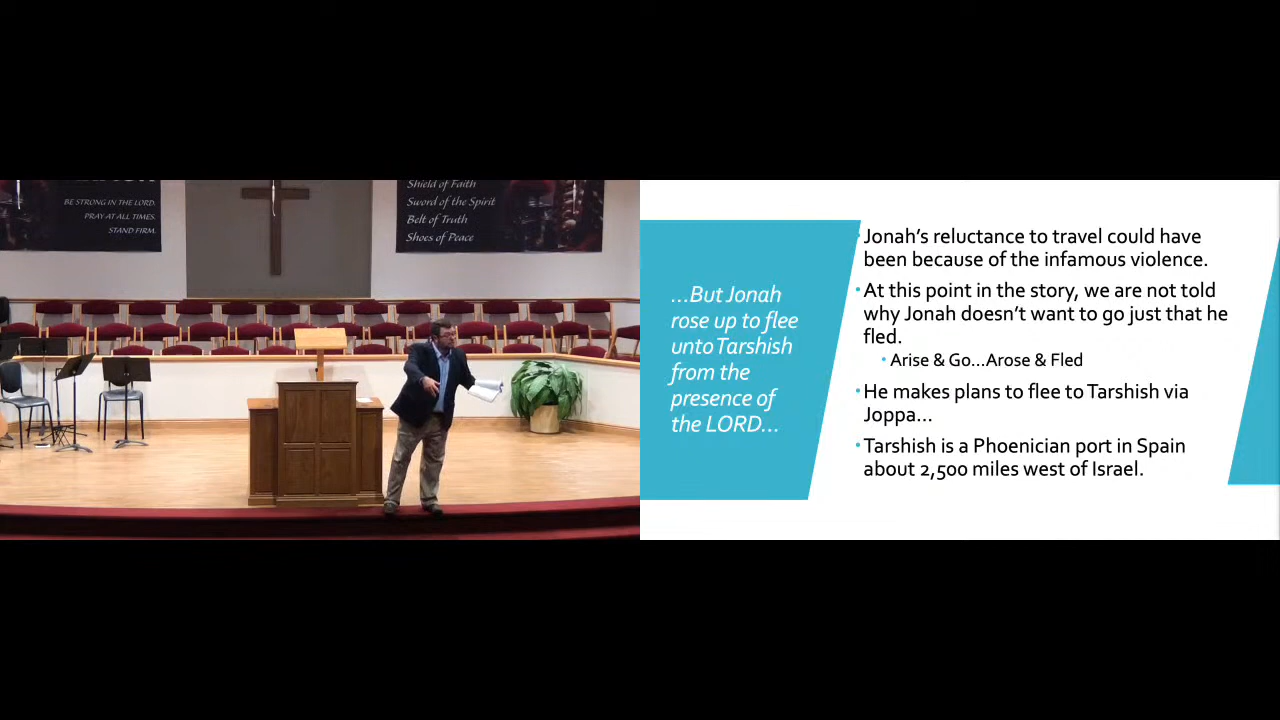 BE STRONG IN THE LORD.
PRAY AT ALL TIMES.
STAND FIRM.
Shield of Faith
Sword of the Spirit
Belt of Truth
Shoes of Peace
...But Jonah
rose up to flee
unto Tarshish
from the
presence of
the LORD...
Jonah's reluctance to travel could have
been because of the infamous violence.
• At this point in the story, we are not told
why Jonah doesn't want to go just that he
fled.
• Arise & Go...Arose & Fled
• He makes plans to flee to Tarshish via
Joppa...
• Tarshish is a Phoenician port in Spain
about 2,500 miles west of Israel.